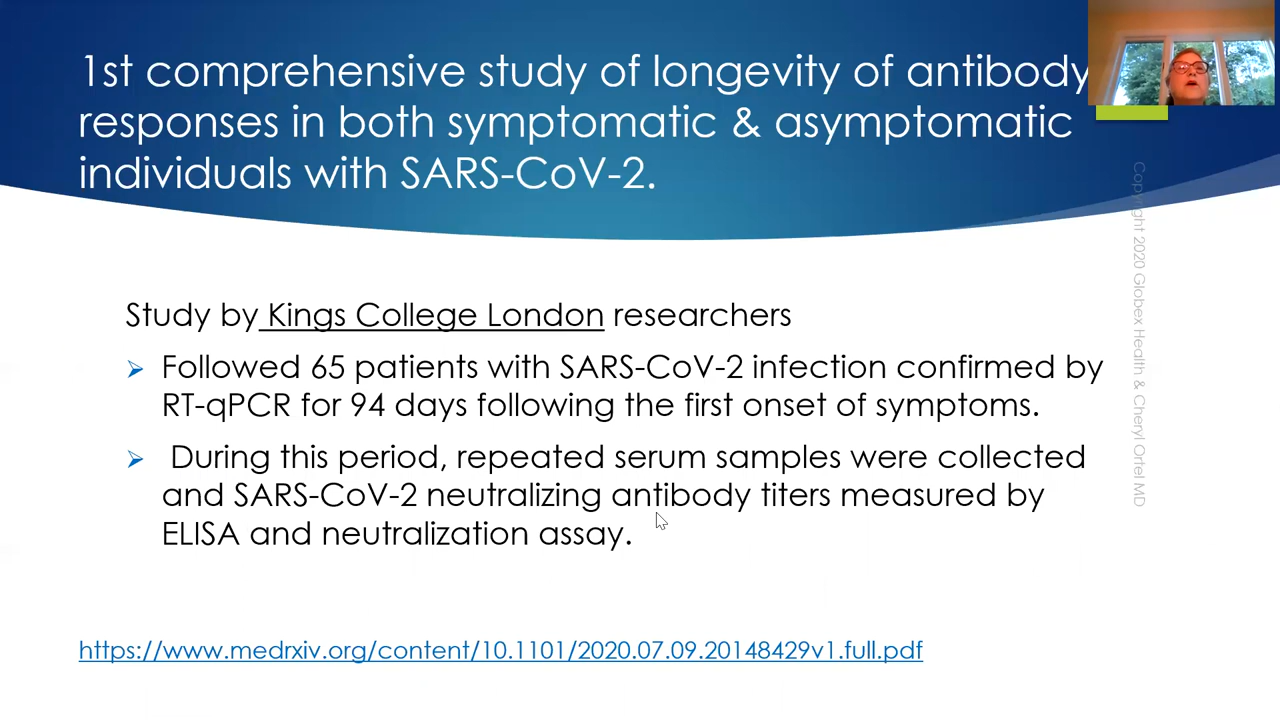 1st comprehensive study of longevity of antibody
responses in both symptomatic & asymptomatic
individuals with SARS-CoV-2.
Copyright 2020 Globex Health & Cheryl Ortel MD
Study by Kings College London researchers
➢ Followed 65 patients with SARS-CoV-2 infection confirmed by
RT-qPCR for 94 days following the first onset of symptoms.
➢ During this period, repeated serum samples were collected
and SARS-CoV-2 neutralizing antibody titers measured by
ELISA and neutralization assay.
https://www.medrxiv.org/content/10.1101/2020.07.09.20148429v1.full.pdf